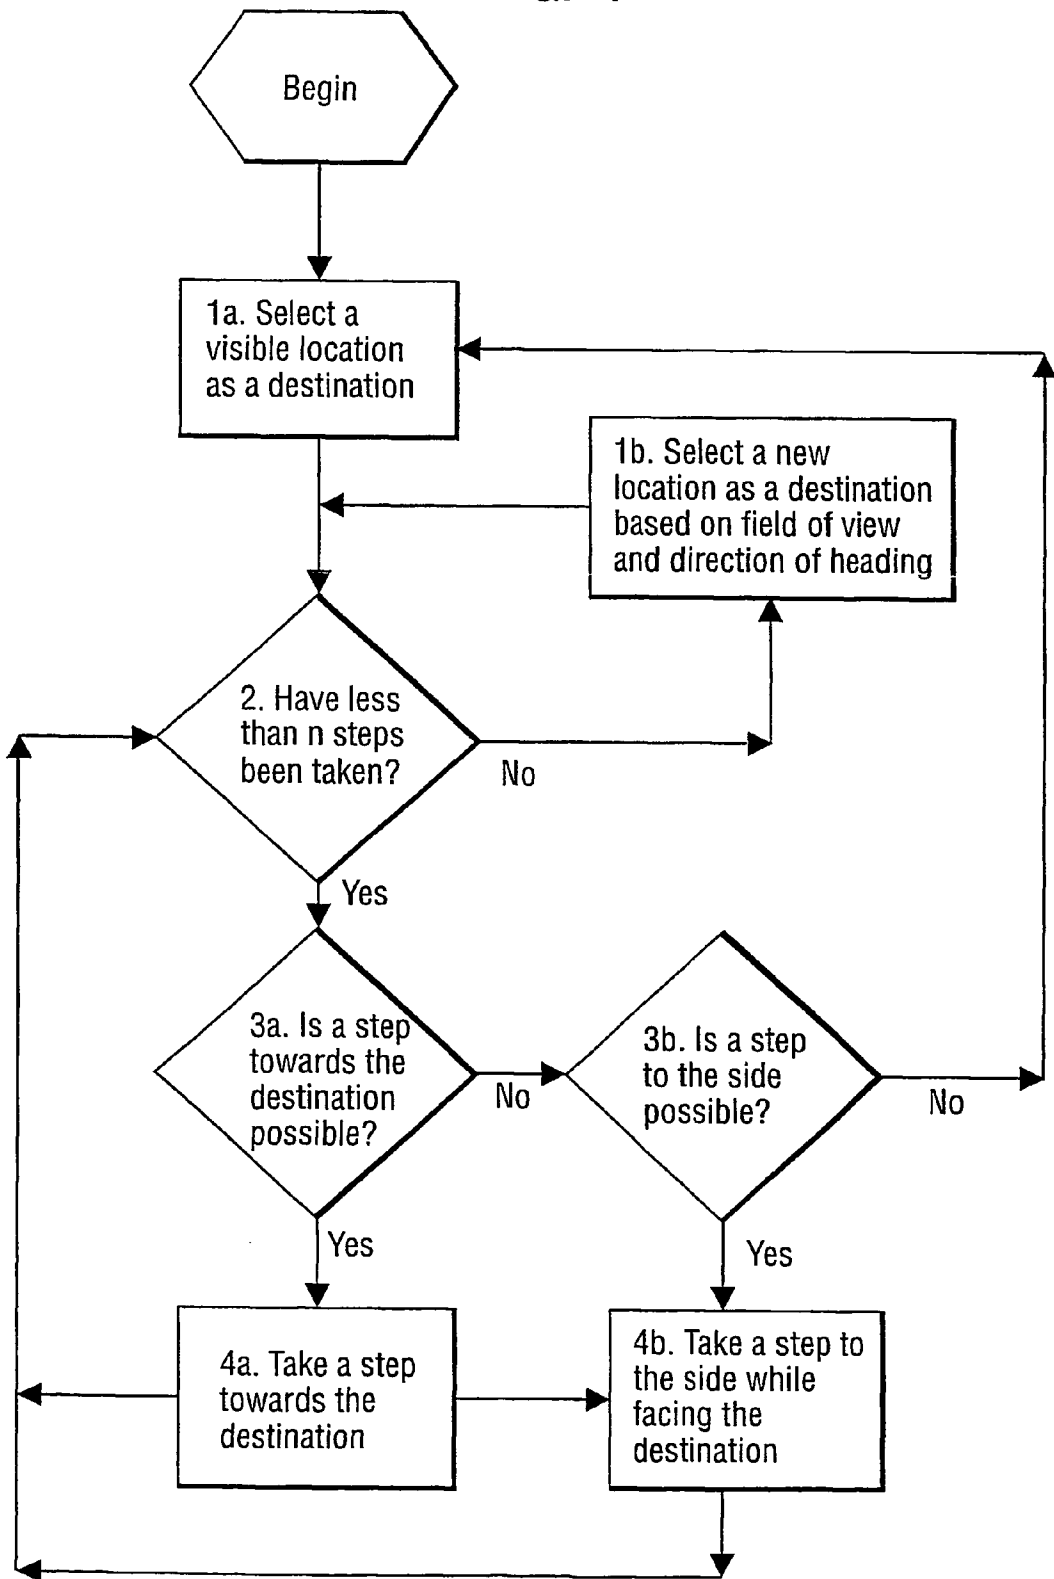 Begin
1a. Select a
visible location
as a destination
1b. Select a new
location as a destination
based on field of view
and direction of heading
2. Have less
than n steps
been taken?
No
Yes
3a. Is a step
towards the
destination
possible?
No
3b. Is a step
to the side
possible?
No
Yes
Yes
4a. Take a step
towards the
destination
4b. Take a step to
the side while
facing the
destination